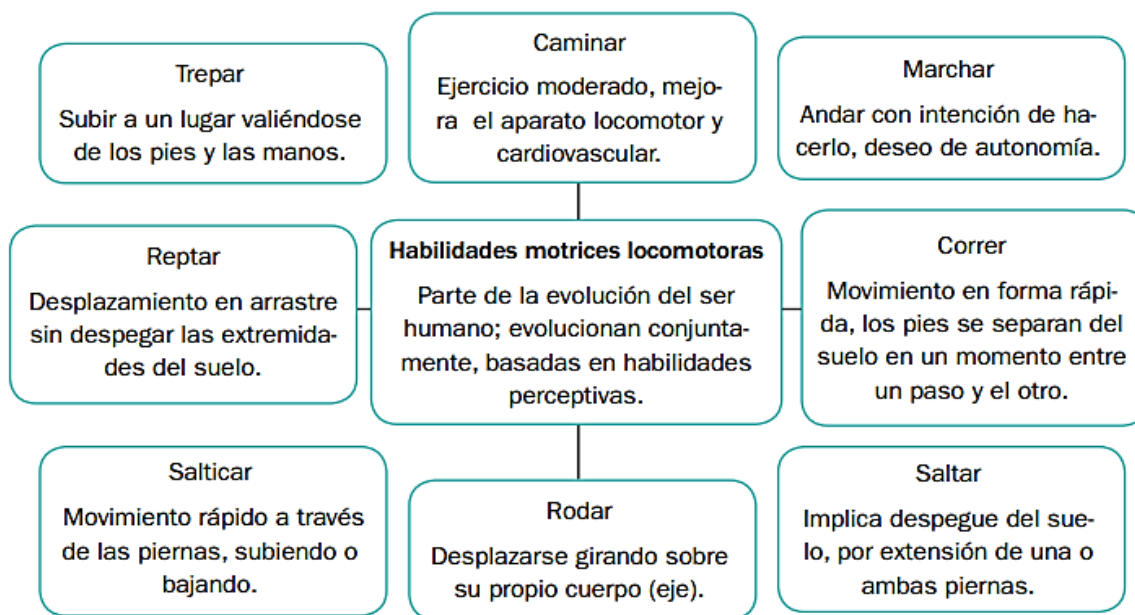 Trepar
Subir a un lugar valiéndose
de los pies y las manos.
Caminar
Ejercicio moderado, mejo-
ra el aparato locomotor y
cardiovascular.
Marchar
Andar con intención de ha-
cerlo, deseo de autonomía.
Reptar
Desplazamiento en arrastre
sin despegar las extremida-
des del suelo.
Habilidades motrices locomotoras
Parte de la evolución del ser
humano; evolucionan conjunta-
mente, basadas en habilidades
perceptivas.
Correr
Movimiento en forma rápi-
da, los pies se separan del
suelo en un momento entre
un paso y el otro.
Salticar
Movimiento rápido a través
de las piernas, subiendo o
bajando.
Rodar
Desplazarse girando sobre
su propio cuerpo (eje).
Saltar
Implica despegue del sue-
lo, por extensión de una o
ambas piernas.